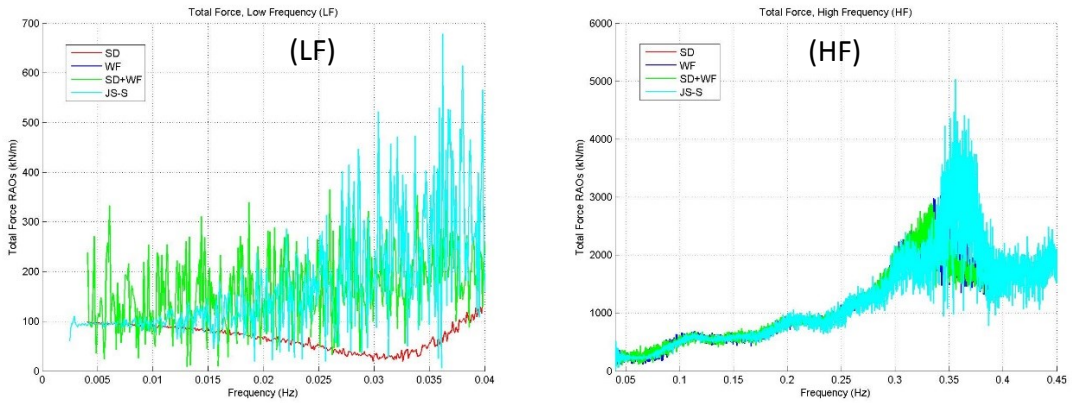 Total Force, Low Frequency (LF)
(LF)
SD
WF
SD+WF
JS-S
Total Force RAOs (kN/m)
700
600
500
400
300
200
100
0
0 0.005 0.01 0.015 0.02 0.025 0.03 0.035 0.04
Frequency (Hz)
Total Force, High Frequency (HF)
(HF)
SD
WF
SD+WF
JS-S
Total Force RAOs (kN/m)
6000
5000
4000
3000
2000
1000
0
0.05 0.1 0.15 0.2 0.25 0.3 0.35 0.4 0.45
Frequency (Hz)